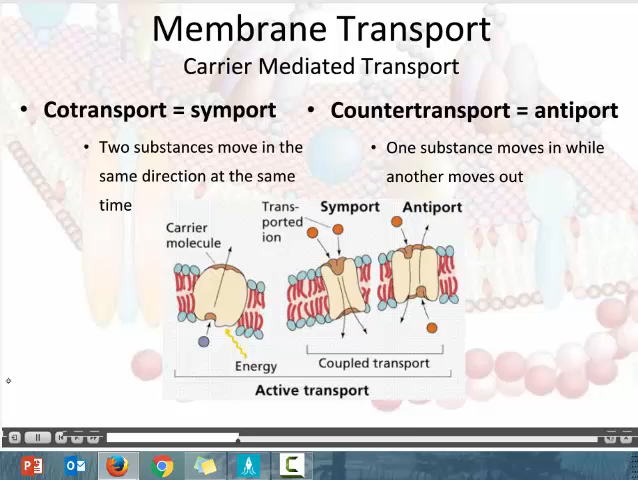 Membrane Transport
Carrier Mediated Transport
• Cotransport = symport
• Two substances move in the
same direction at the same
time
• Countertransport = antiport
• One substance moves in while
another moves out
Carrier
molecule
Trans-
ported
ion
Symport
Antiport
Energy
Coupled transport
Active transport